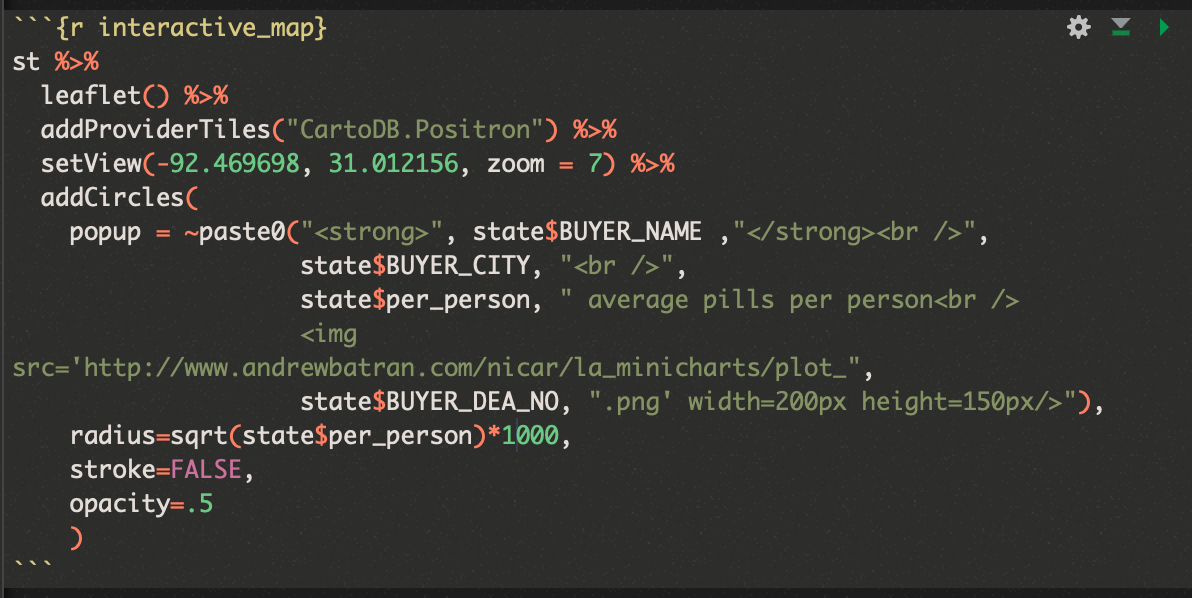 ```{r interactive_map}
st %>%
  leaflet() %>%
  addProviderTiles("CartoDB.Positron") %>%
  setView(-92.469698, 31.012156, zoom = 7) %>%
  addCircles(
    popup = ~paste0("<strong>", state$BUYER_NAME ,"</strong><br />",
                    state$BUYER_CITY, "<br />",
                    state$per_person, " average pills per person<br />
                    <img
src='http://www.andrewbatran.com/nicar/la_minicharts/plot_",
                    state$BUYER_DEA_NO, ".png' width=200px height=150px/>"),
    radius=sqrt(state$per_person)*1000,
    stroke=FALSE,
    opacity=.5
    )
```